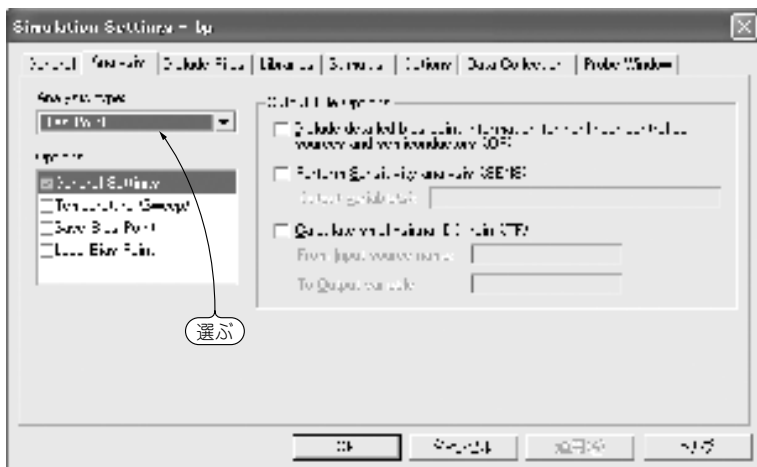 Simulation Settings - bp
General Analysis Include Files Libraries Stimulus Options Data Collection Probe Window
Analysis type:
Bias Point
Options:
General Settings
Temperature (Sweep)
Save Bias Point
Load Bias Point
Output File Options
Include detailed bias point information for nonlinear controlled
sources and semiconductors (.OP)
Perform Sensitivity analysis (.SENS)
Output variable(s):
Calculate small-signal DC gain (.TF)
From Input source name:
To Output variable:
選ぶ
OK キャンセル 適用(A) ヘルプ